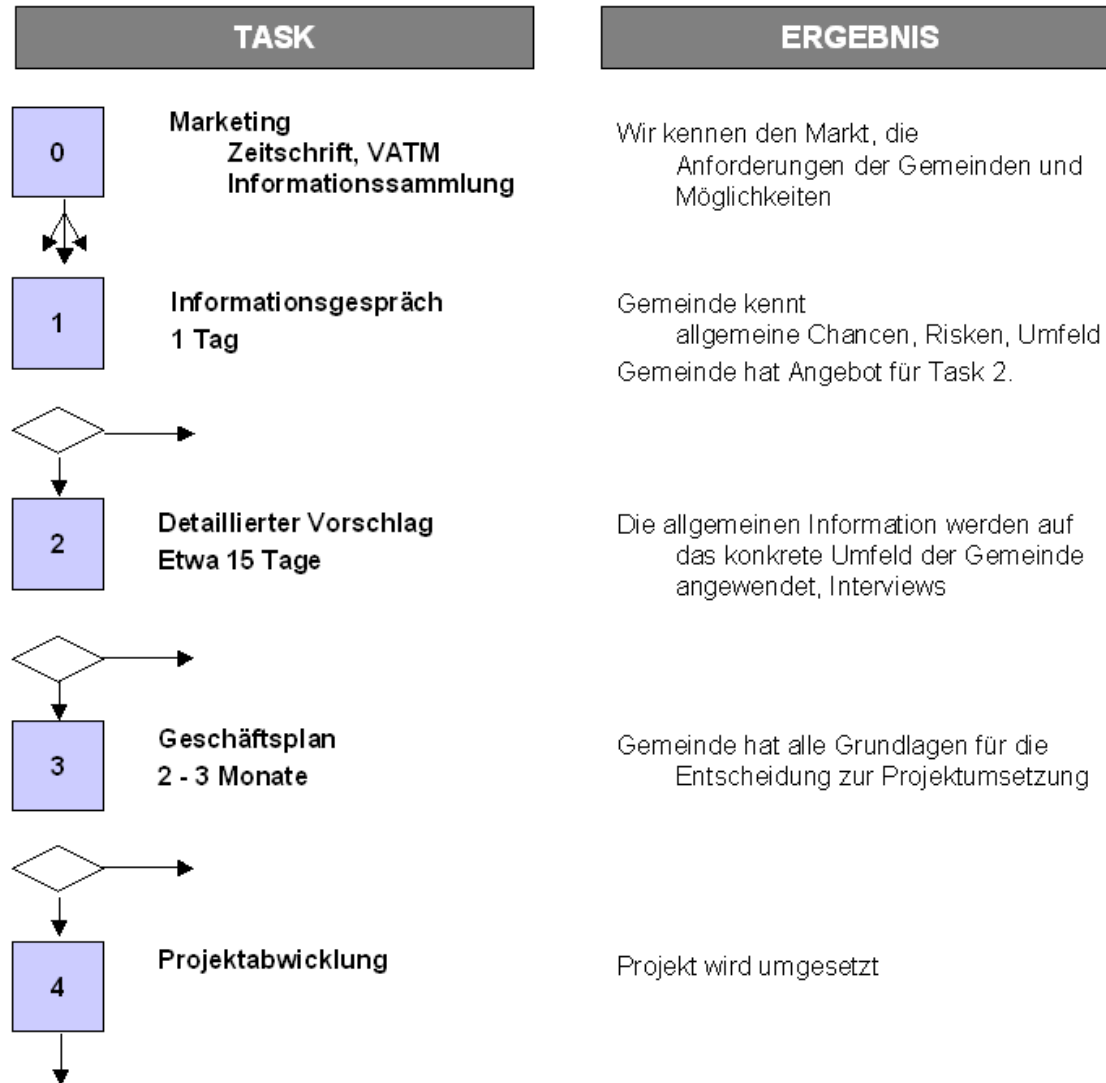 TASK
ERGEBNIS
0
Marketing
Zeitschrift, VATM
Informationssammlung
Wir kennen den Markt, die
Anforderungen der Gemeinden und
Möglichkeiten
1
Informationsgespräch
1 Tag
Gemeinde kennt
allgemeine Chancen, Risken, Umfeld
Gemeinde hat Angebot für Task 2.
2
Detaillierter Vorschlag
Etwa 15 Tage
Die allgemeinen Information werden auf
das konkrete Umfeld der Gemeinde
angewendet, Interviews
3
Geschäftsplan
2 - 3 Monate
Gemeinde hat alle Grundlagen für die
Entscheidung zur Projektumsetzung
4
Projektabwicklung
Projekt wird umgesetzt